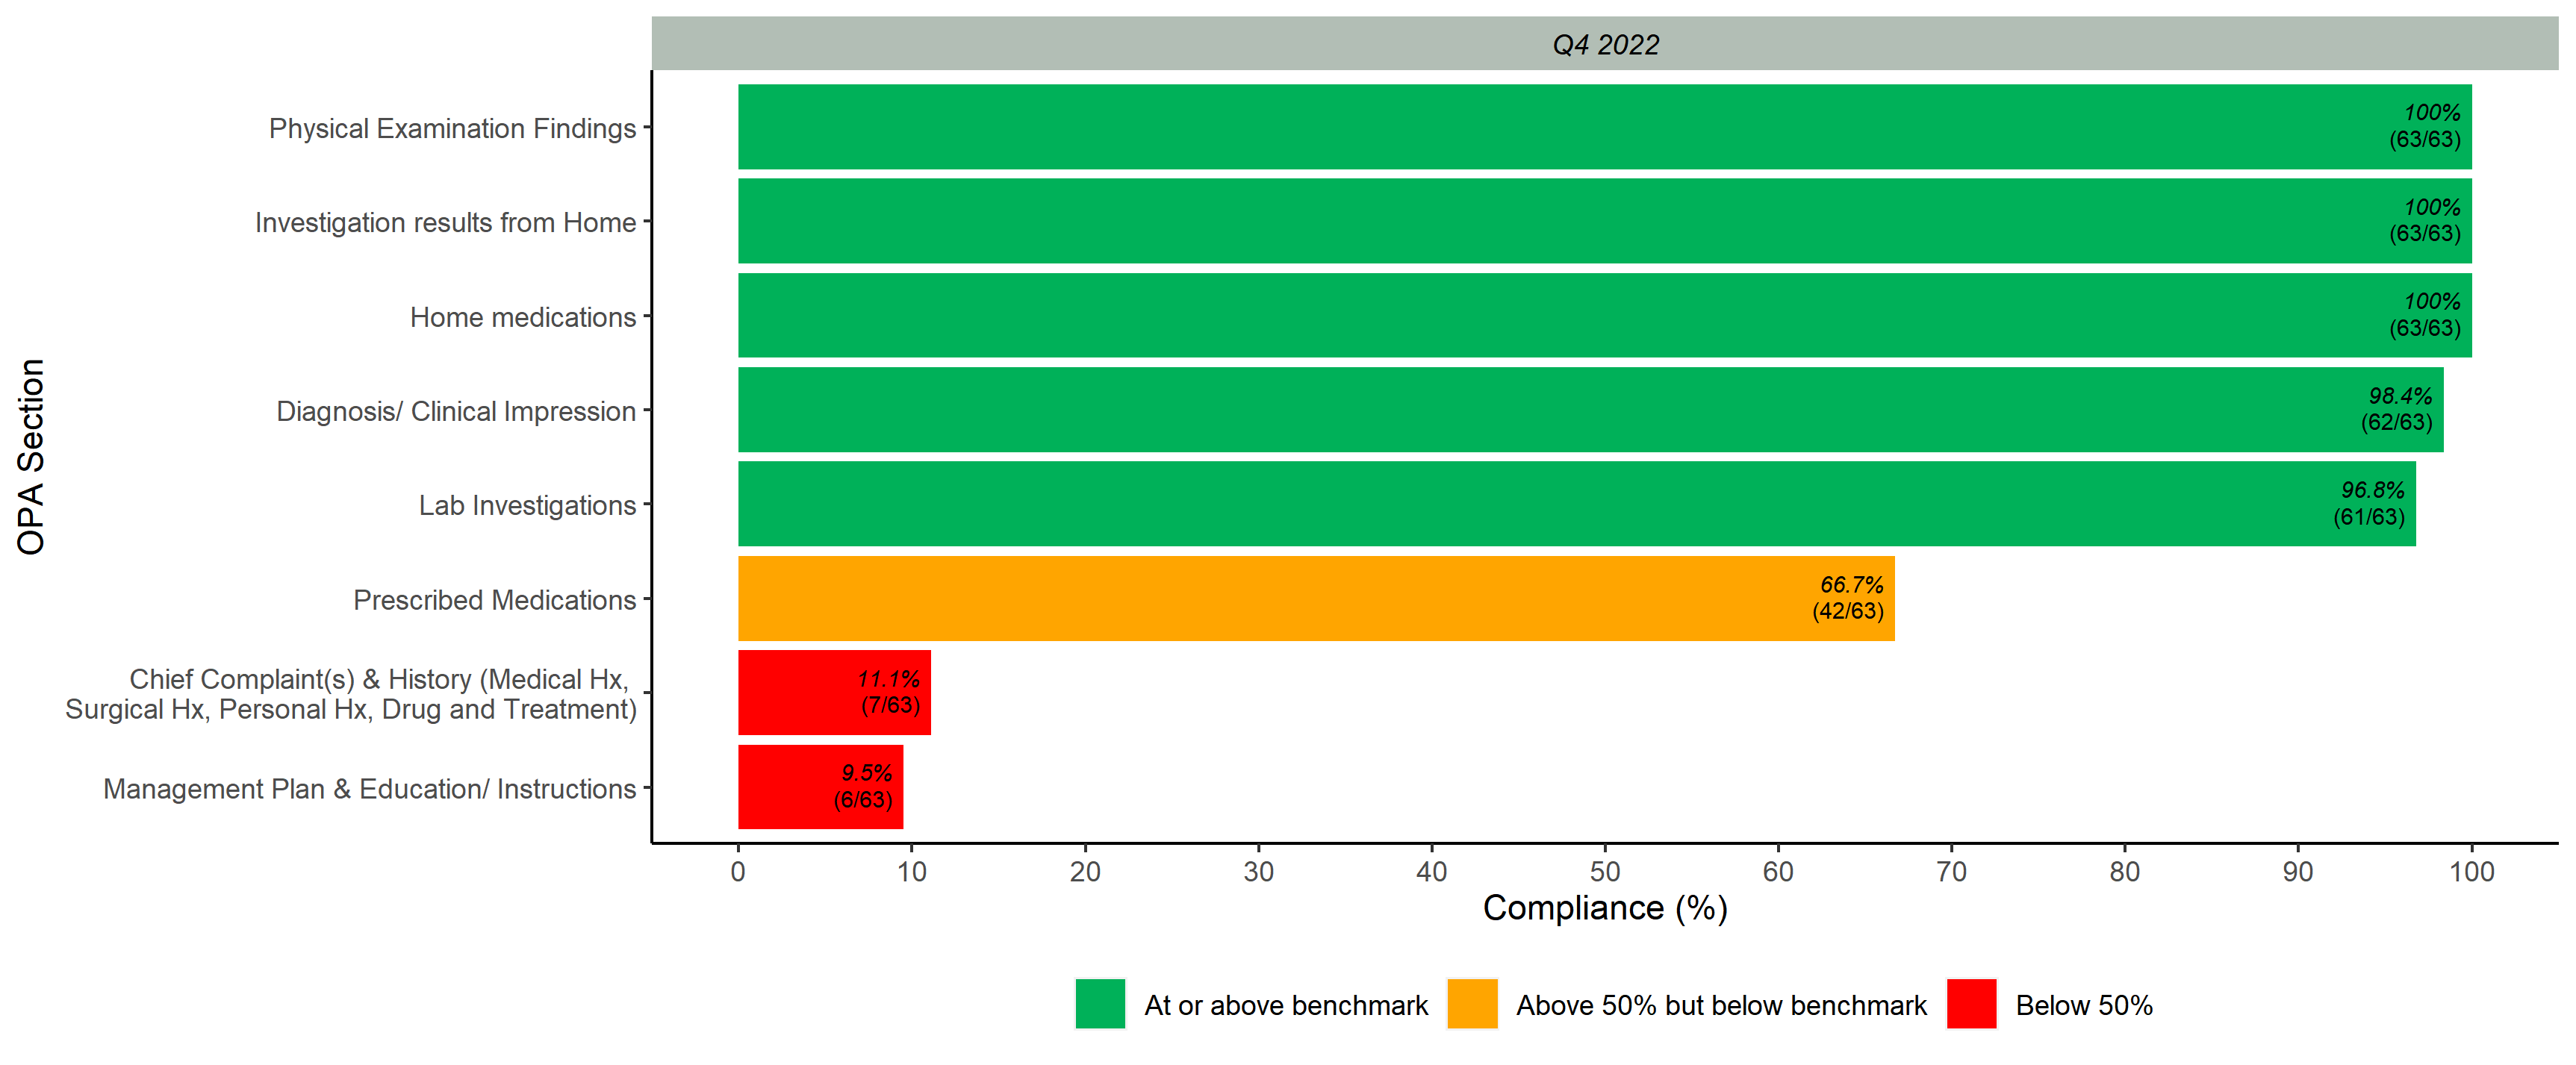 Q4 2022
OPA Section
Physical Examination Findings
100%
(63/63)
Investigation results from Home
100%
(63/63)
Home medications
100%
(63/63)
Diagnosis/ Clinical Impression
98.4%
(62/63)
Lab Investigations
96.8%
(61/63)
Prescribed Medications
66.7%
(42/63)
Chief Complaint(s) & History (Medical Hx,
Surgical Hx, Personal Hx, Drug and Treatment)
11.1%
(7/63)
Management Plan & Education/ Instructions
9.5%
(6/63)
0 10 20 30 40 50 60 70 80 90 100
Compliance (%)
At or above benchmark Above 50% but below benchmark Below 50%